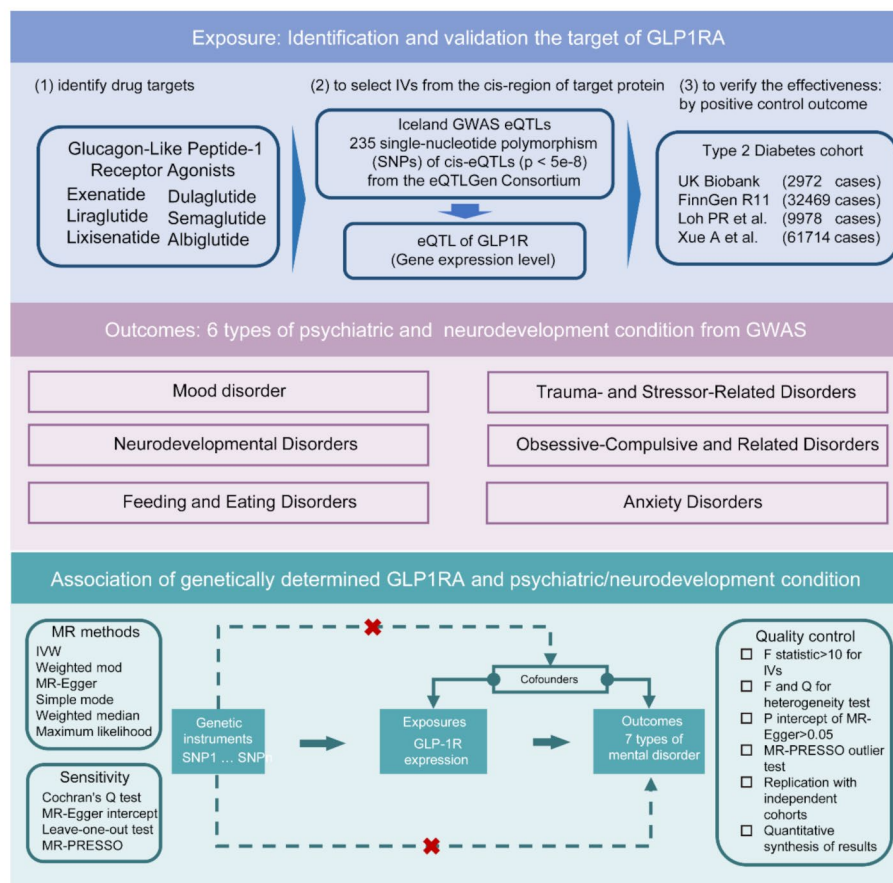 Exposure: Identification and validation the target of GLP1RA
(1) identify drug targets
Glucagon-Like Peptide-1
Receptor Agonists
Exenatide Dulaglutide
Liraglutide Semaglutide
Lixisenatide Albiglutide
(2) to select IVs from the cis-region of target protein
Iceland GWAS eQTLs
235 single-nucleotide polymorphism
(SNPs) of cis-eQTLs (p < 5e-8)
from the eQTLGen Consortium
eQTL of GLP1R
(Gene expression level)
(3) to verify the effectiveness:
by positive control outcome
Type 2 Diabetes cohort
UK Biobank (2972 cases)
FinnGen R11 (32469 cases)
Loh PR et al. (9978 cases)
Xue A et al. (61714 cases)
Outcomes: 6 types of psychiatric and neurodevelopment condition from GWAS
Mood disorder
Trauma- and Stressor-Related Disorders
Neurodevelopmental Disorders
Obsessive-Compulsive and Related Disorders
Feeding and Eating Disorders
Anxiety Disorders
Association of genetically determined GLP1RA and psychiatric/neurodevelopment condition
MR methods
IVW
Weighted mod
MR-Egger
Simple mode
Weighted median
Maximum likelihood
Sensitivity
Cochran's Q test
MR-Egger intercept
Leave-one-out test
MR-PRESSO
Genetic
instruments
SNP1 ... SNPn
Cofounders
Exposures
GLP-1R
expression
Outcomes
7 types of
mental disorder
Quality control
F statistic>10 for
IVs
F and Q for
heterogeneity test
P intercept of MR-
Egger>0.05
MR-PRESSO outlier
test
Replication with
independent
cohorts
Quantitative
synthesis of results